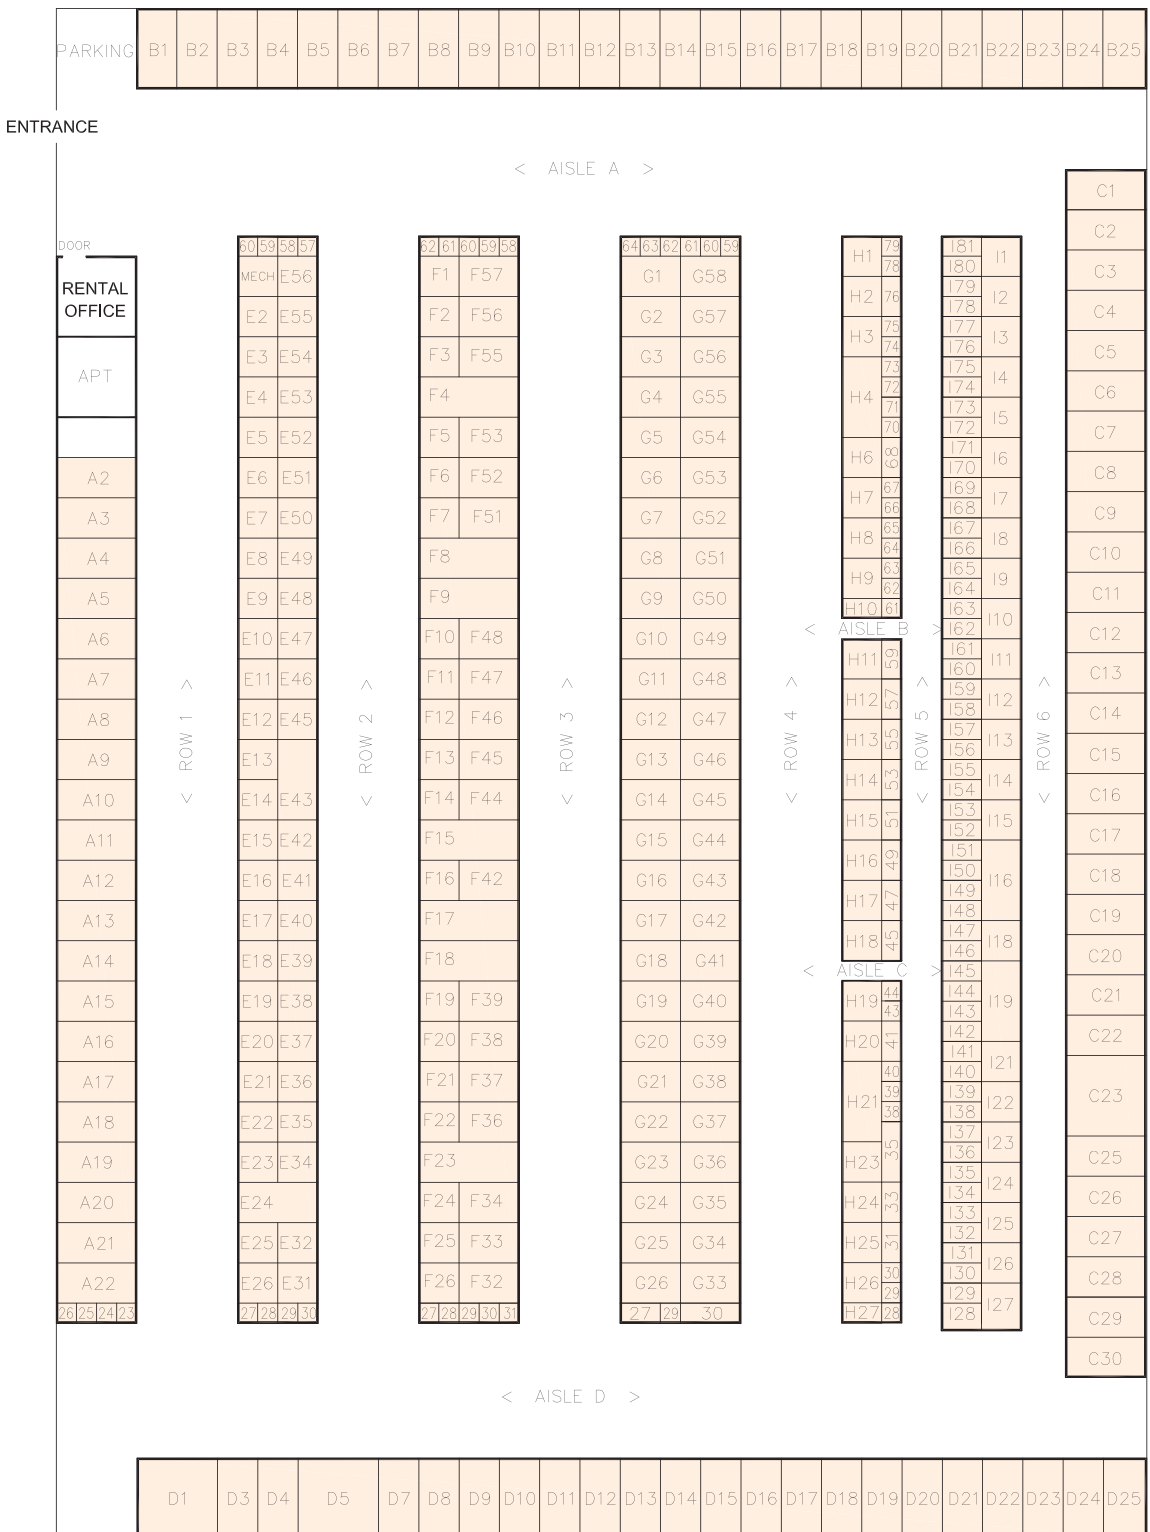 PARKING B1 B2 B3 B4 B5 B6 B7 B8 B9 B10 B11 B12 B13 B14 B15 B16 B17 B18 B19 B20 B21 B22 B23 B24 B25
ENTRANCE
< AISLE A >
DOOR
RENTAL
OFFICE
APT
A2
A3
A4
A5
A6
A7
A8
A9
A10
A11
A12
A13
A14
A15
A16
A17
A18
A19
A20
A21
A22
26 25 24 23
< ROW 1 >
60 59 58 57
MECH E56
E2 E55
E3 E54
E4 E53
E5 E52
E6 E51
E7 E50
E8 E49
E9 E48
E10 E47
E11 E46
E12 E45
E13
E14 E43
E15 E42
E16 E41
E17 E40
E18 E39
E19 E38
E20 E37
E21 E36
E22 E35
E23 E34
E24
E25 E32
E26 E31
27 28 29 30
< ROW 2 >
62 61 60 59 58
F1 F57
F2 F56
F3 F55
F4
F5 F53
F6 F52
F7 F51
F8
F9
F10 F48
F11 F47
F12 F46
F13 F45
F14 F44
F15
F16 F42
F17
F18
F19 F39
F20 F38
F21 F37
F22 F36
F23
F24 F34
F25 F33
F26 F32
27 28 29 30 31
< ROW 3 >
64 63 62 61 60 59
G1 G58
G2 G57
G3 G56
G4 G55
G5 G54
G6 G53
G7 G52
G8 G51
G9 G50
G10 G49
G11 G48
G12 G47
G13 G46
G14 G45
G15 G44
G16 G43
G17 G42
G18 G41
G19 G40
G20 G39
G21 G38
G22 G37
G23 G36
G24 G35
G25 G34
G26 G33
27 29 30
< ROW 4 >
H1 79
78
H2 76
H3 75
74
H4 73
72
71
70
H6 68
H7 67
66
H8 65
64
H9 63
62
H10 61
< AISLE B >
H11 59
H12 57
H13 55
H14 53
H15 51
H16 49
H17 47
H18 45
< AISLE C >
H19 44
43
H20 41
H21 40
39
38
H23 35
H24 33
H25 31
H26 30
29
H27 28
< ROW 5 >
I81
I80
I79
I78
I77
I76
I75
I74
I73
I72
I71
I70
I69
I68
I67
I66
I65
I64
I63
I62
I61
I60
I59
I58
I57
I56
I55
I54
I53
I52
I51
I50
I49
I48
I47
I46
I45
I44
I43
I42
I41
I40
I39
I38
I37
I36
I35
I34
I33
I32
I31
I30
I29
I28
I1
I2
I3
I4
I5
I6
I7
I8
I9
I10
I11
I12
I13
I14
I15
I16
I18
I19
I21
I22
I23
I24
I25
I26
I27
< ROW 6 >
C1
C2
C3
C4
C5
C6
C7
C8
C9
C10
C11
C12
C13
C14
C15
C16
C17
C18
C19
C20
C21
C22
C23
C25
C26
C27
C28
C29
C30
< AISLE D >
D1 D3 D4 D5 D7 D8 D9 D10 D11 D12 D13 D14 D15 D16 D17 D18 D19 D20 D21 D22 D23 D24 D25